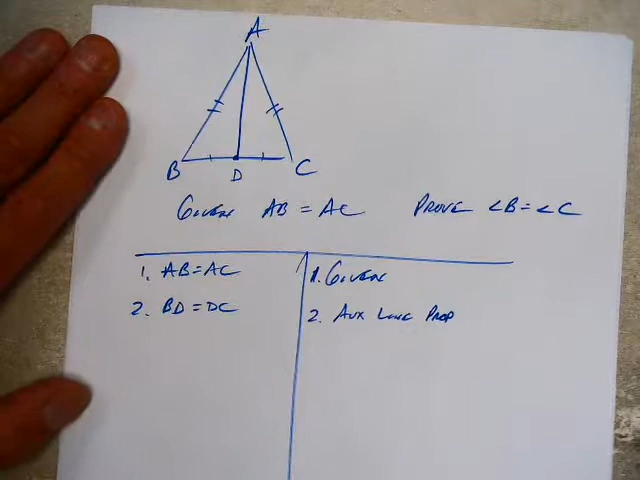 A
B
D
C
Given AB = AC Prove ∠B = ∠C
1. AB = AC 1. Given
2. BD = DC 2. Aux Line Prop